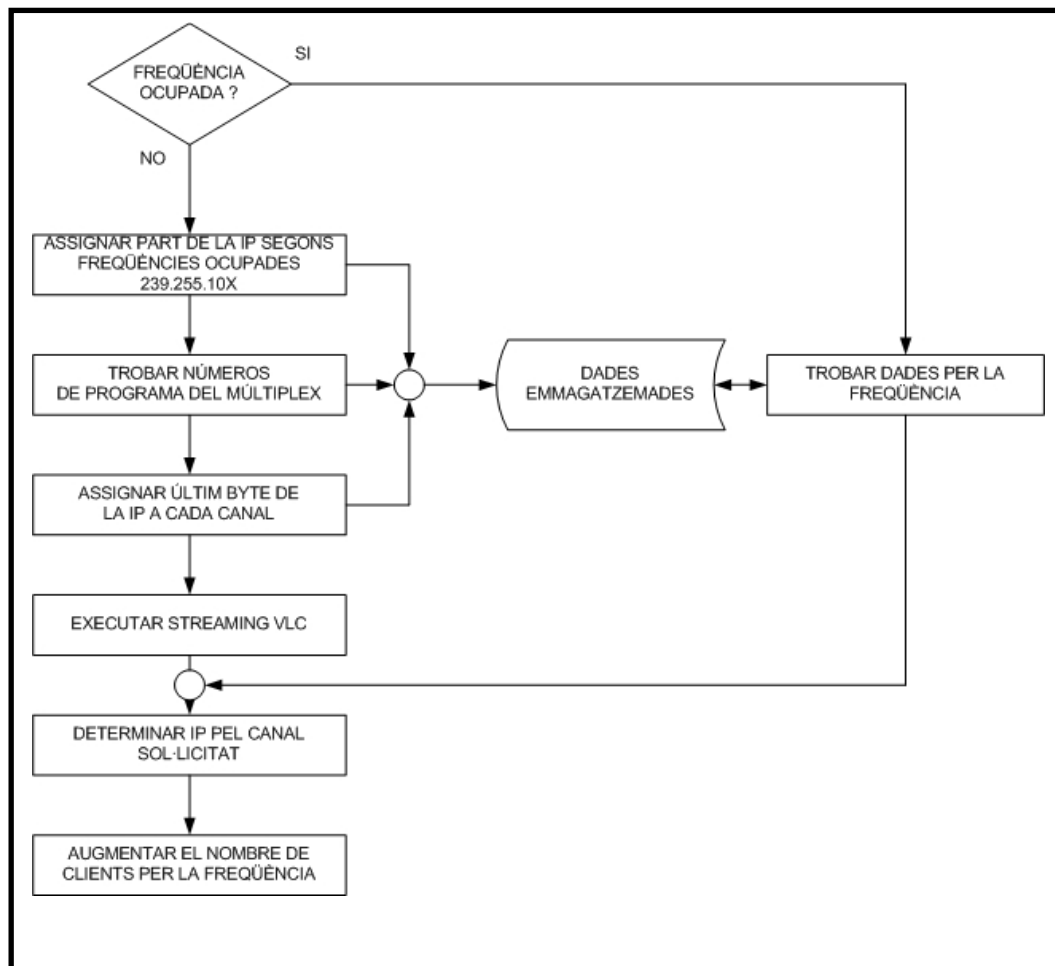 FREQÜÈNCIA
OCUPADA ?
SI
NO
ASSIGNAR PART DE LA IP SEGONS
FREQÜÈNCIES OCUPADES
239.255.10X
TROBAR NÚMEROS
DE PROGRAMA DEL MÚLTIPLEX
DADES
EMMAGATZEMADES
TROBAR DADES PER LA
FREQÜÈNCIA
ASSIGNAR ÚLTIM BYTE DE
LA IP A CADA CANAL
EXECUTAR STREAMING VLC
DETERMINAR IP PEL CANAL
SOL·LICITAT
AUGMENTAR EL NOMBRE DE
CLIENTS PER LA FREQÜÈNCIA